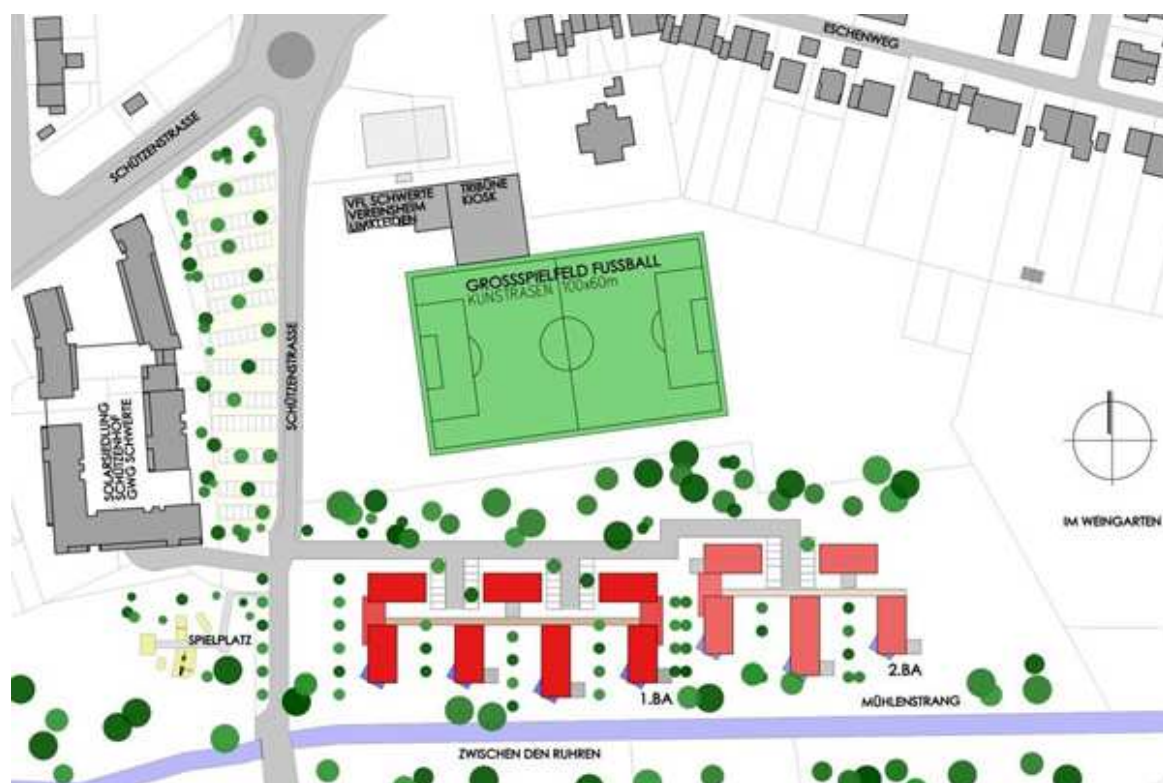 ESCHENWEG
SCHÜTZENSTRASSE
VFL SCHWERTE
VEREINSHEIM
UMKLEIDEN
TRIBÜNE
KIOSK
GROSSSPIELFELD FUSSBALL
KUNSTRASEN 100x60m
SCHÜTZENSTRASSE
SOLARSIEDLUNG
SCHÜTZENHOF
GWG SCHWERTE
IM WEINGARTEN
SPIELPLATZ
1.BA
2.BA
MÜHLENSTRANG
ZWISCHEN DEN RUHREN